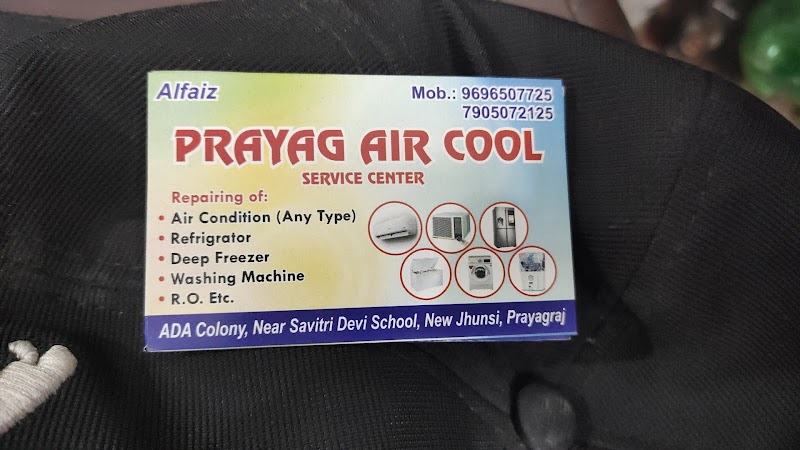 Alfaiz
Mob.: 9696507725
7905072125
PRAYAG AIR COOL
SERVICE CENTER
Repairing of:
• Air Condition (Any Type)
• Refrigrator
• Deep Freezer
• Washing Machine
• R.O. Etc.
ADA Colony, Near Savitri Devi School, New Jhunsi, Prayagraj